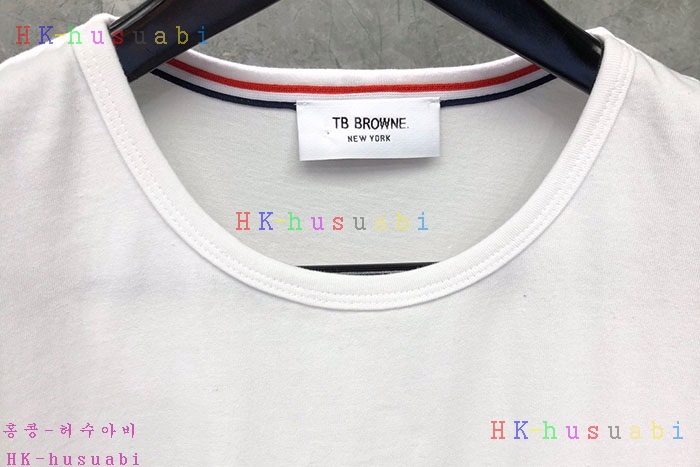 HK-husuabi
TB BROWNE.
NEW YORK
HK-husuabi
홍콩-허수아비
HK-husuabi
HK-husuabi